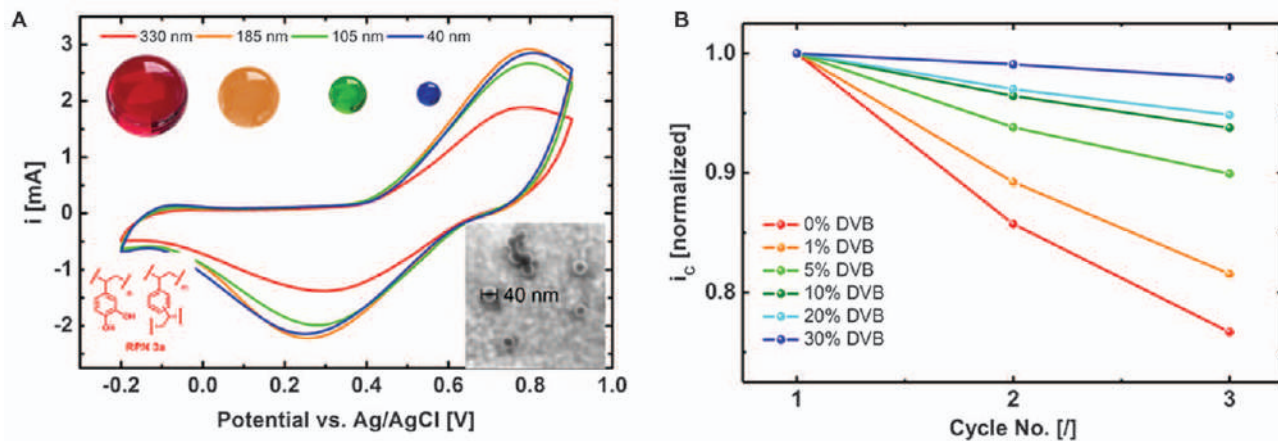 A
330 nm 185 nm 105 nm 40 nm
3
2
1
0
-1
-2
i [mA]
-0.2 0.0 0.2 0.4 0.6 0.8 1.0
Potential vs. Ag/AgCl [V]
OH
OH
RPN 3a
40 nm
B
1.0
0.9
0.8
i_C [normalized]
0% DVB
1% DVB
5% DVB
10% DVB
20% DVB
30% DVB
1 2 3
Cycle No. [/]